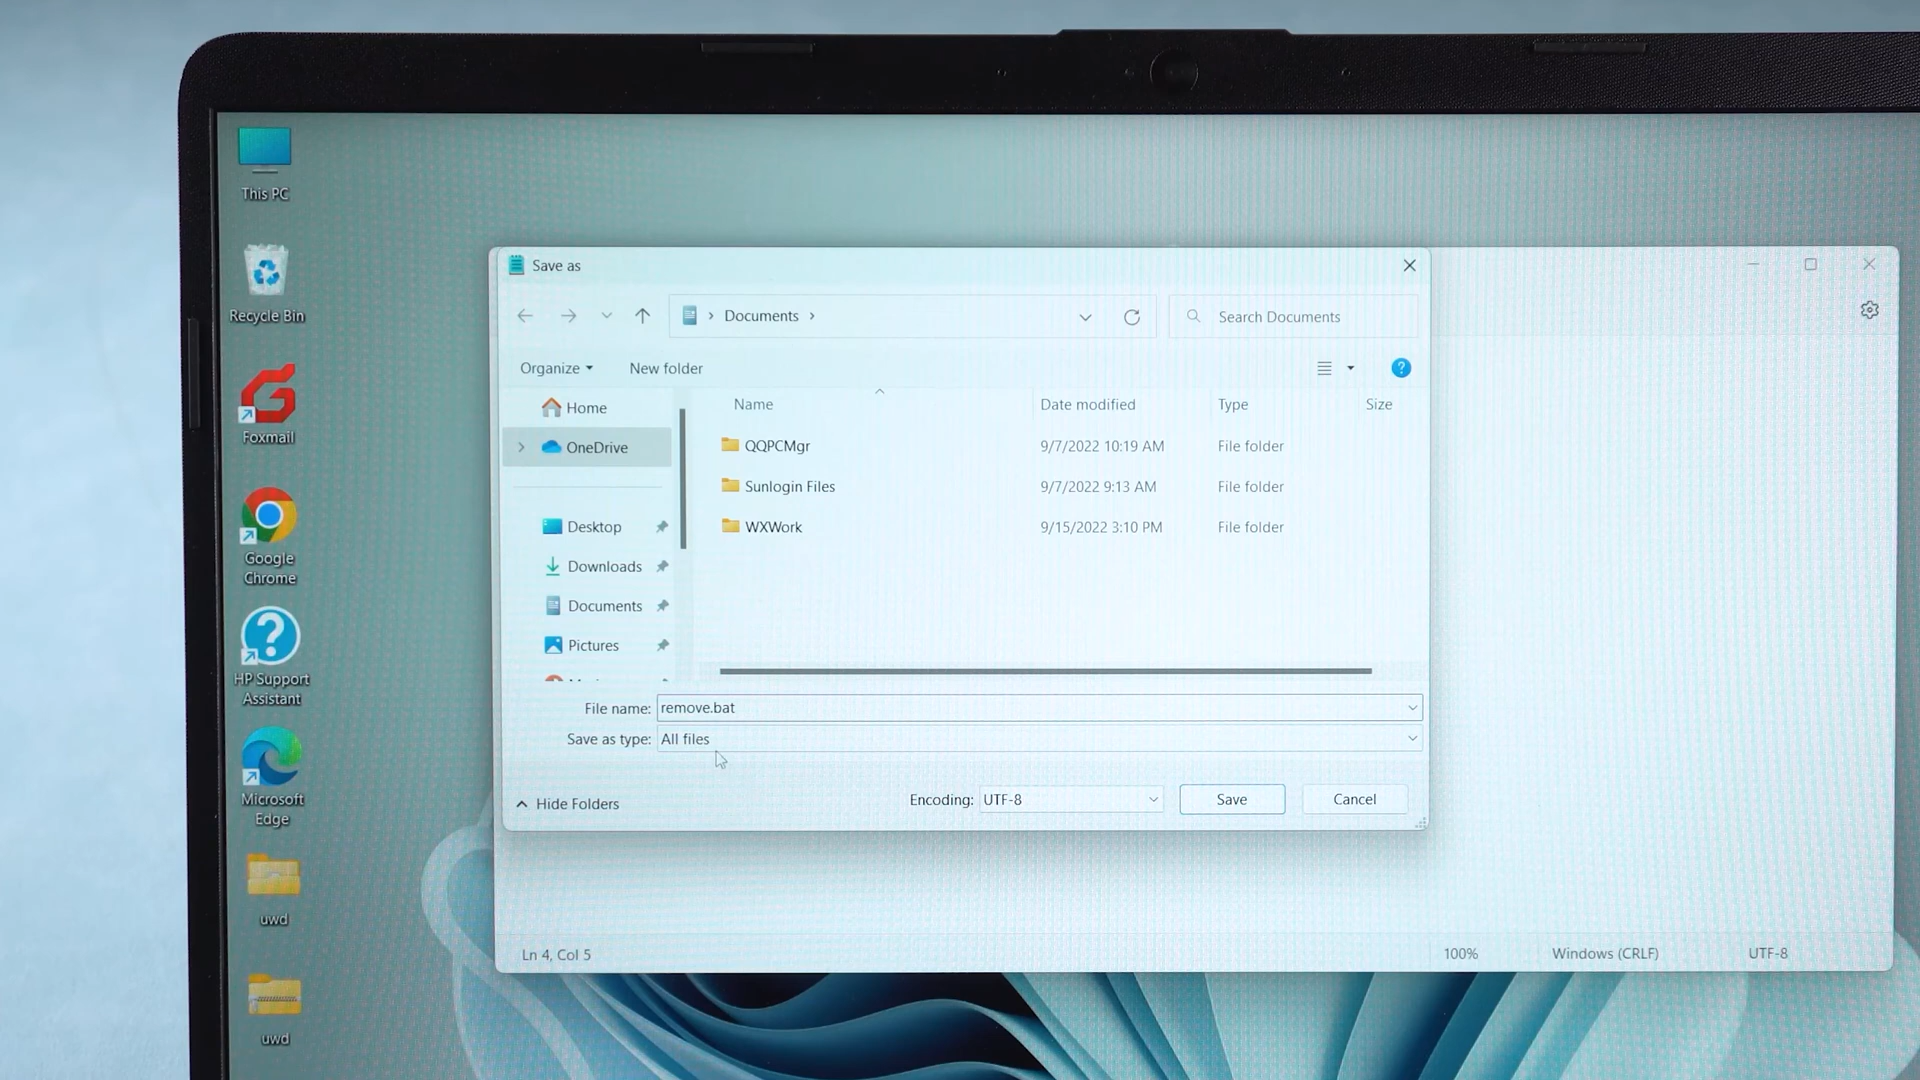 This PC
Recycle Bin
Foxmail
Google
Chrome
HP Support
Assistant
Microsoft
Edge
uwd
uwd
Save as
Documents
Search Documents
Organize
New folder
Home
OneDrive
Desktop
Downloads
Documents
Pictures
Name Date modified Type Size
QQPCMgr 9/7/2022 10:19 AM File folder
Sunlogin Files 9/7/2022 9:13 AM File folder
WXWork 9/15/2022 3:10 PM File folder
File name: remove.bat
Save as type: All files
Hide Folders
Encoding: UTF-8
Save
Cancel
Ln 4, Col 5
100%
Windows (CRLF)
UTF-8